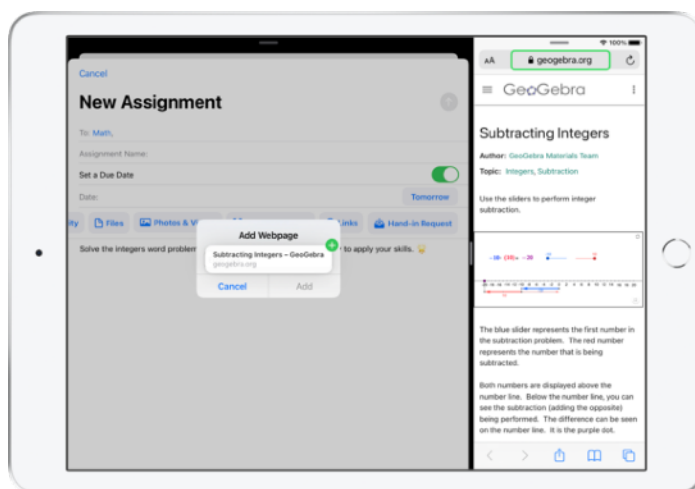 100%
Cancel
New Assignment
To: Math,
Assignment Name:
Set a Due Date
Date:
Tomorrow
ity
Files
Photos & V
Links
Hand-in Request
Solve the integers word problem
to apply your skills. 💡
Add Webpage
Subtracting Integers – GeoGebra
geogebra.org
Cancel
Add
AA
geogebra.org
GeoGebra
Subtracting Integers
Author: GeoGebra Materials Team
Topic: Integers, Subtraction
Use the sliders to perform integer
subtraction.
The blue slider represents the first number in
the subtraction problem. The red number
represents the number that is being
subtracted.
Both numbers are displayed above the
number line. Below the number line, you can
see the subtraction (adding the opposite)
being performed. The difference can be seen
on the number line. It is the purple dot.